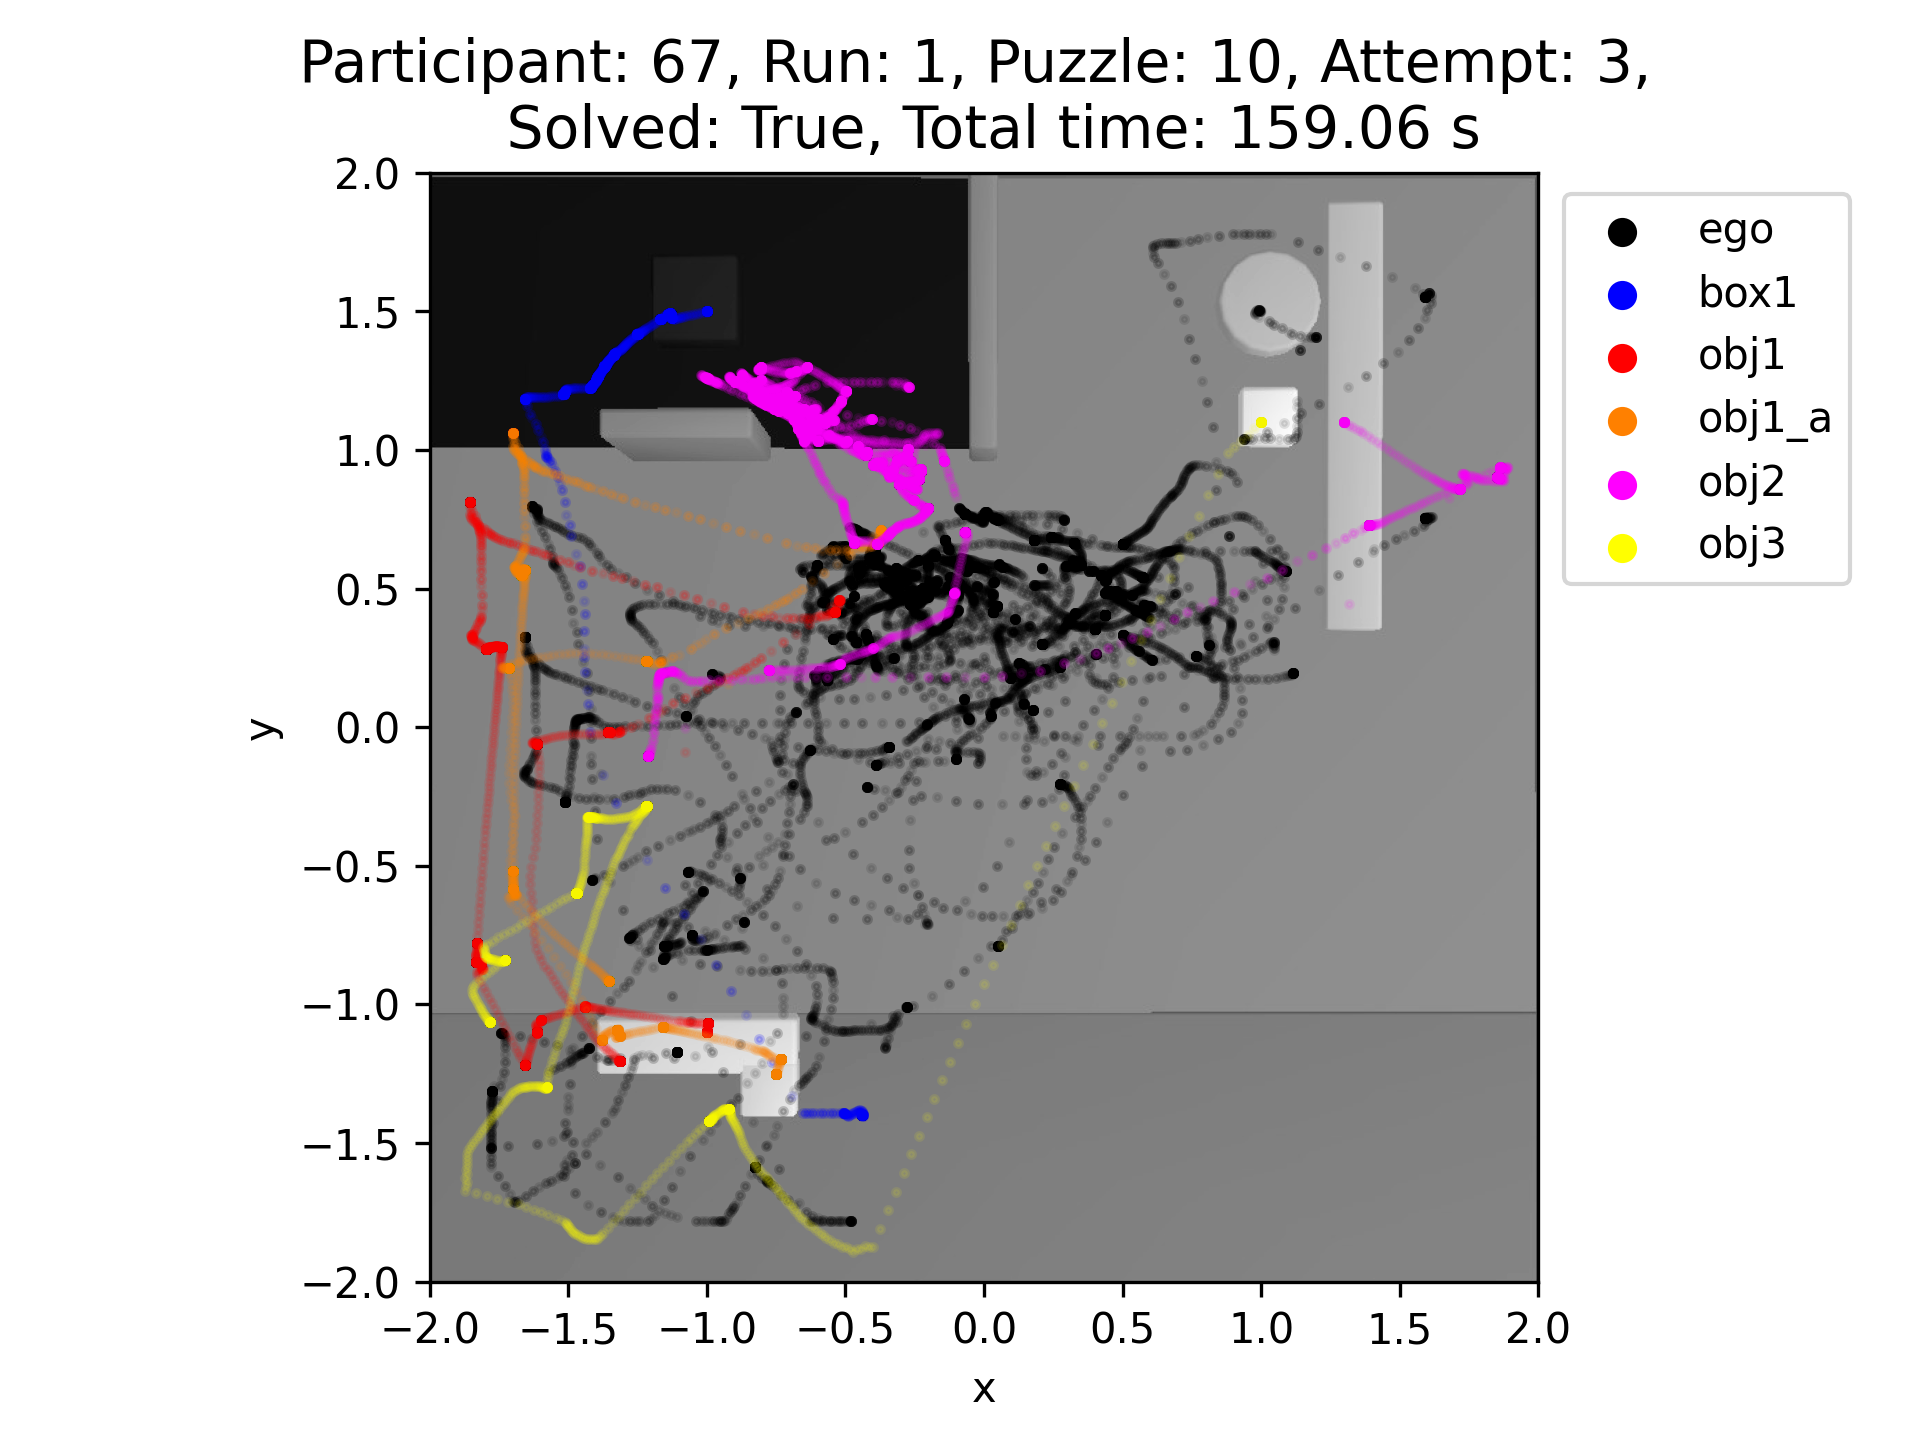 Participant: 67, Run: 1, Puzzle: 10, Attempt: 3,
Solved: True, Total time: 159.06 s
2.0
1.5
1.0
0.5
0.0
−0.5
−1.0
−1.5
−2.0
y
−2.0 −1.5 −1.0 −0.5 0.0 0.5 1.0 1.5 2.0
x
ego
box1
obj1
obj1_a
obj2
obj3